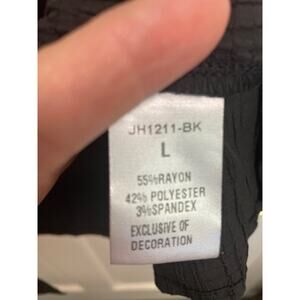 JH1211-BK
L
55%RAYON
42% POLYESTER
3%SPANDEX
EXCLUSIVE OF
DECORATION